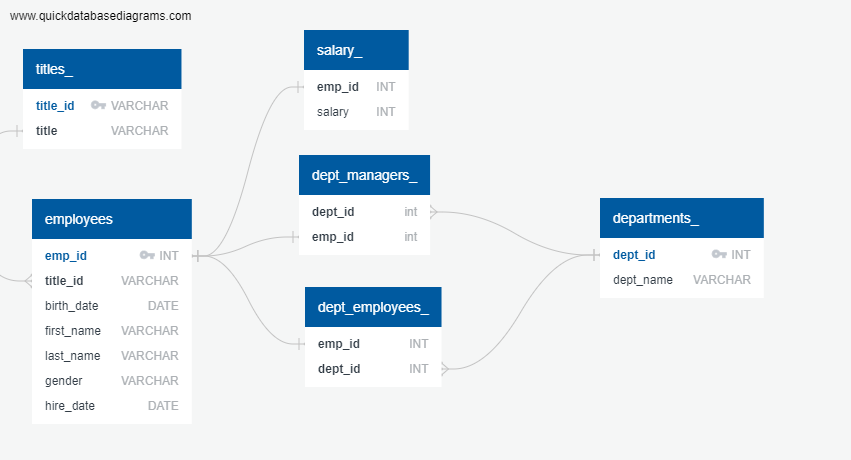 www.quickdatabasediagrams.com
titles_
title_id VARCHAR
title VARCHAR
employees
emp_id INT
title_id VARCHAR
birth_date DATE
first_name VARCHAR
last_name VARCHAR
gender VARCHAR
hire_date DATE
salary_
emp_id INT
salary INT
dept_managers_
dept_id int
emp_id int
dept_employees_
emp_id INT
dept_id INT
departments_
dept_id INT
dept_name VARCHAR